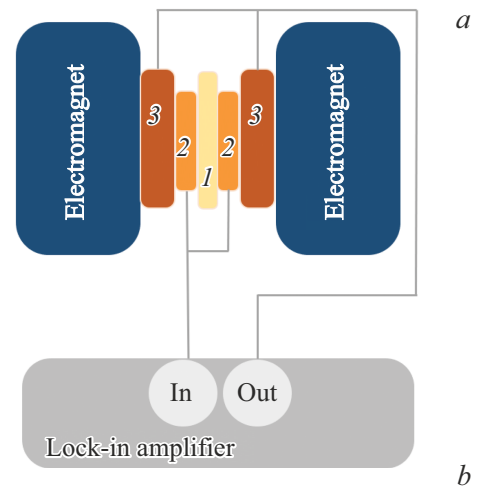 a
Electromagnet
3
2
1
2
3
Electromagnet
In
Out
Lock-in amplifier
b